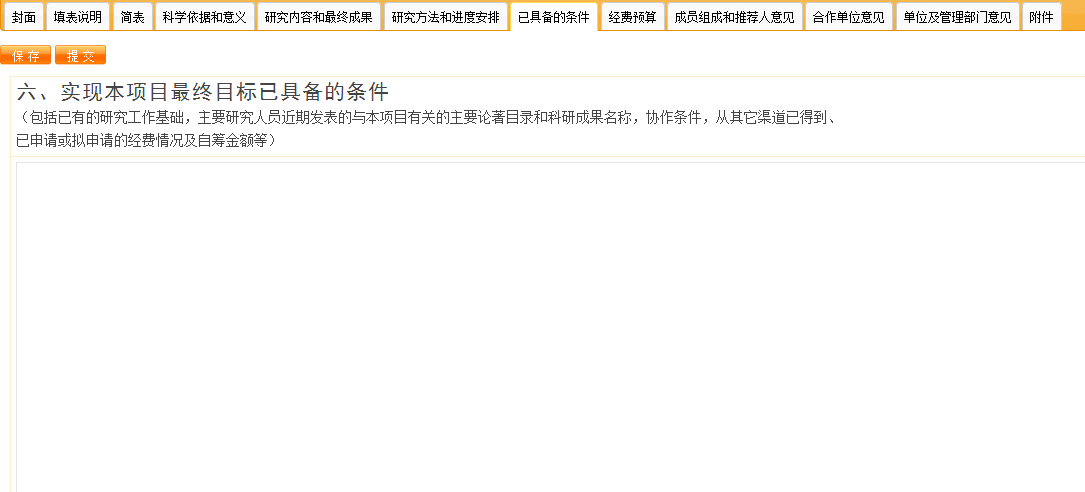 封面 填表说明 简表 科学依据和意义 研究内容和最终成果 研究方法和进度安排 已具备的条件 经费预算 成员组成和推荐人意见 合作单位意见 单位及管理部门意见 附件
保 存 提 交
六、实现本项目最终目标已具备的条件
（包括已有的研究工作基础，主要研究人员近期发表的与本项目有关的主要论著目录和科研成果名称，协作条件，从其它渠道已得到、
已申请或拟申请的经费情况及自筹金额等）